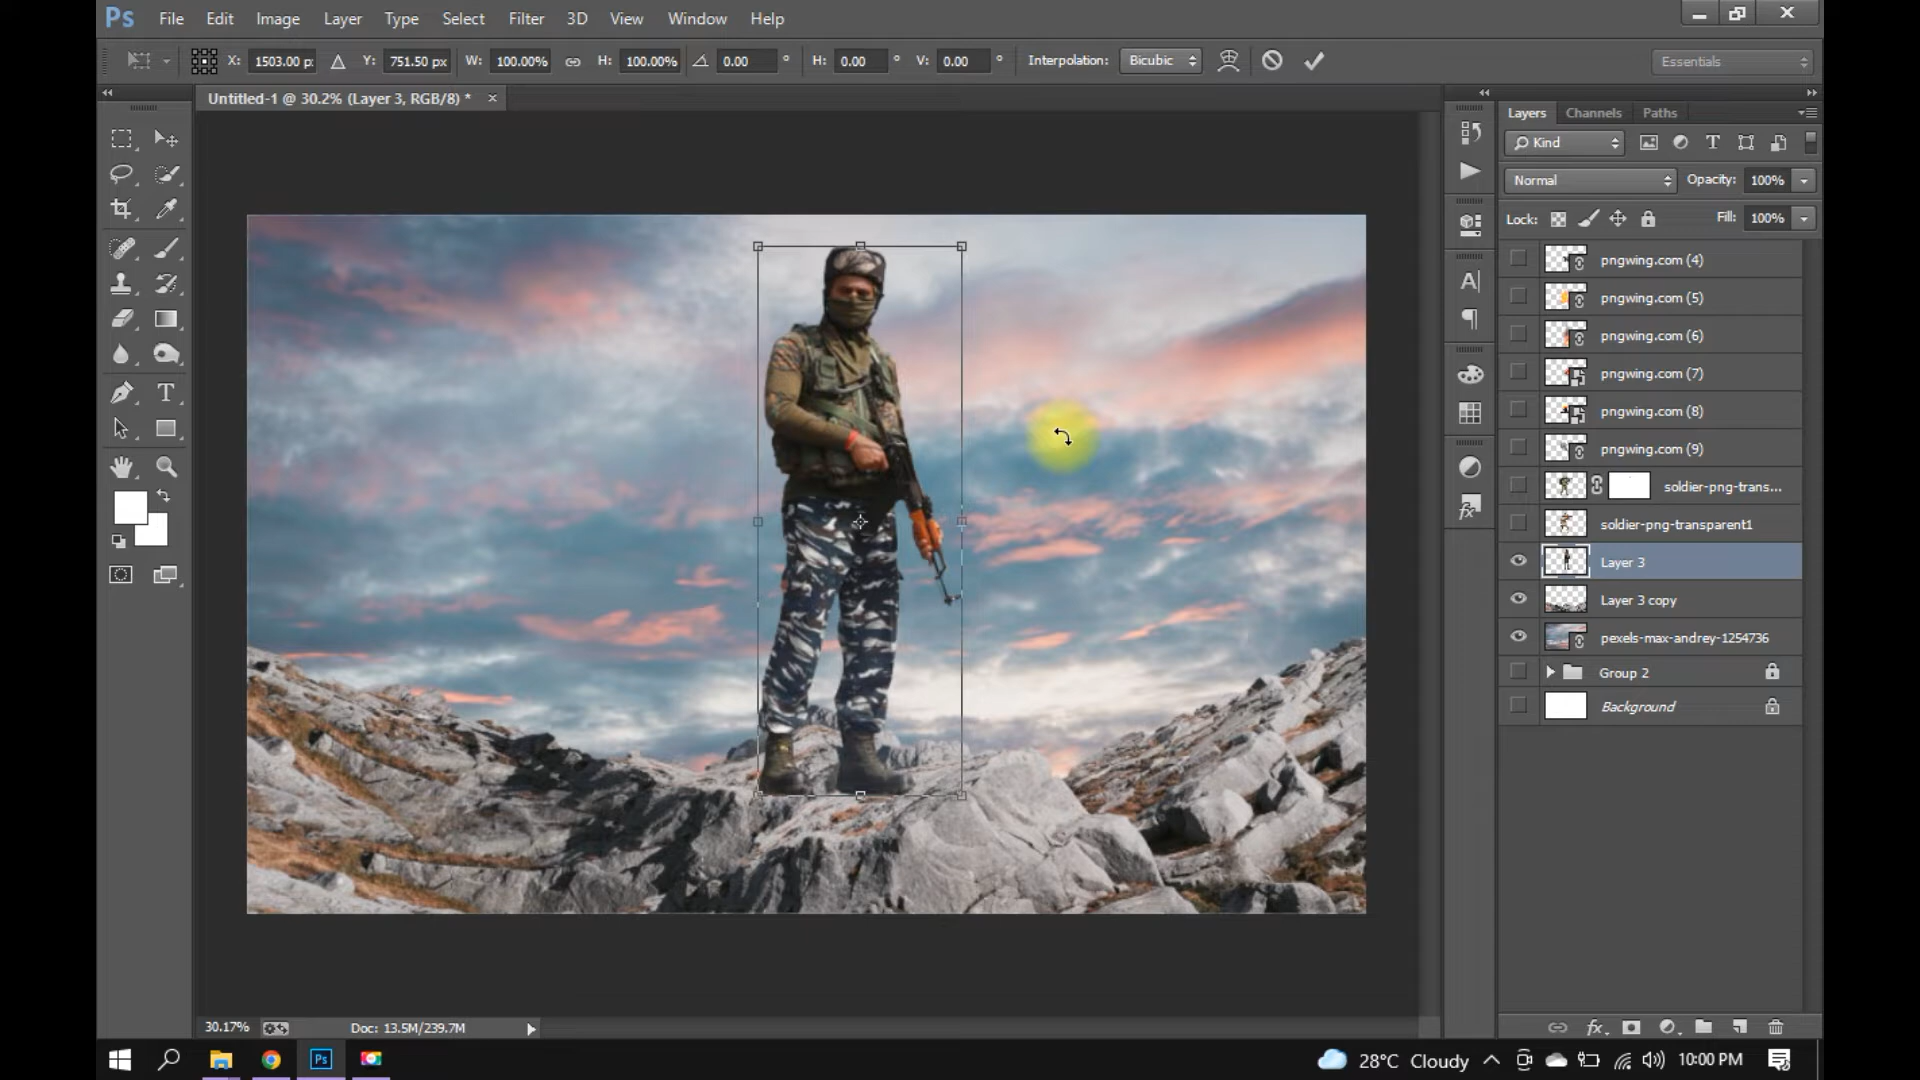 Ps File Edit Image Layer Type Select Filter 3D View Window Help
X: 1503.00 p: Δ Y: 751.50 px W: 100.00% H: 100.00% 0.00 ° H: 0.00 ° V: 0.00 ° Interpolation: Bicubic Essentials
Untitled-1 @ 30.2% (Layer 3, RGB/8) * ×
Layers Channels Paths
Kind
Normal Opacity: 100%
Lock: Fill: 100%
pngwing.com (4)
pngwing.com (5)
pngwing.com (6)
pngwing.com (7)
pngwing.com (8)
pngwing.com (9)
soldier-png-trans...
soldier-png-transparent1
Layer 3
Layer 3 copy
pexels-max-andrey-1254736
Group 2
Background
30.17% Doc: 13.5M/239.7M
fx
Ps 28°C Cloudy 10:00 PM